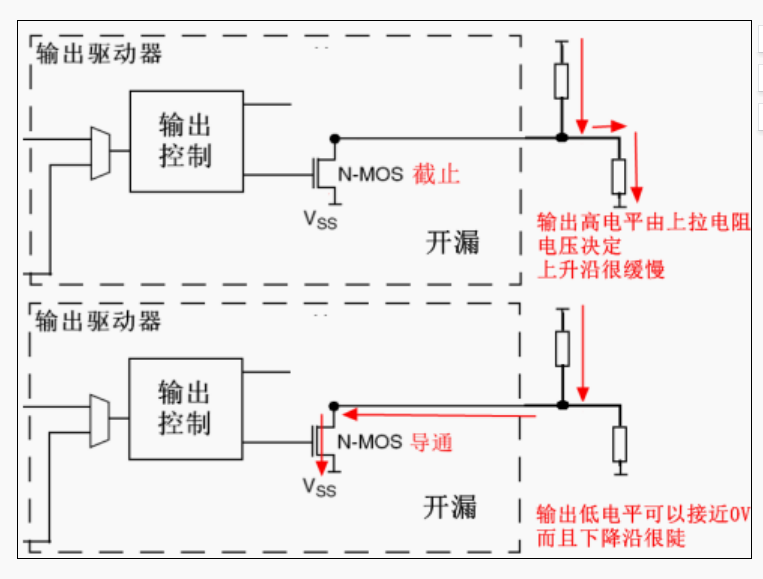 输出驱动器
输出
控制
N-MOS 截止
VSS
开漏
输出高电平由上拉电阻
电压决定
上升沿很缓慢
输出驱动器
输出
控制
N-MOS 导通
VSS
开漏
输出低电平可以接近0V
而且下降沿很陡